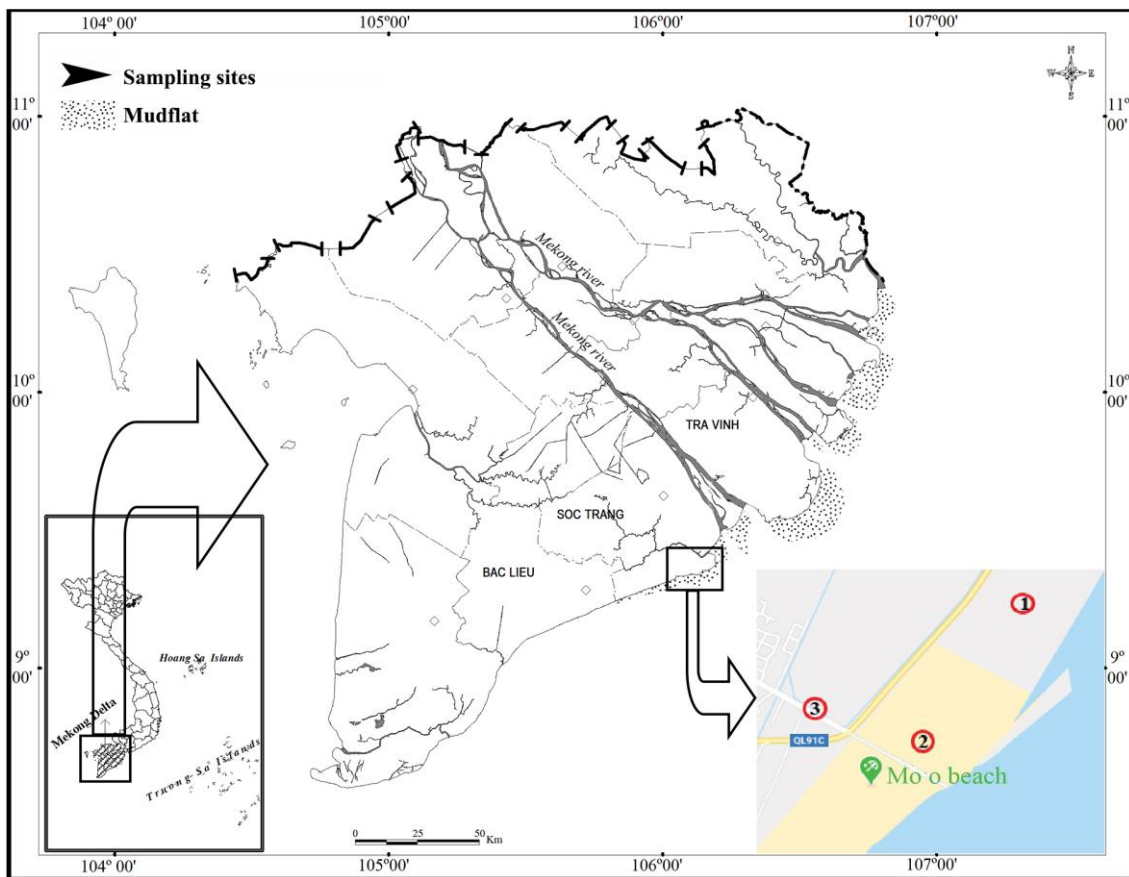 104° 00'
105° 00'
106° 00'
107° 00'
Sampling sites
Mudflat
N
W E
S
11° 00'
11° 00'
Mekong river
Mekong river
10° 00'
10° 00'
TRA VINH
SOC TRANG
BAC LIEU
Hoang Sa Islands
Mekong Delta
Truong Sa Islands
9° 00'
9° 00'
1
3
2
QL91C
Mo o beach
0 25 50
Km
104° 00'
105° 00'
106° 00'
107° 00'